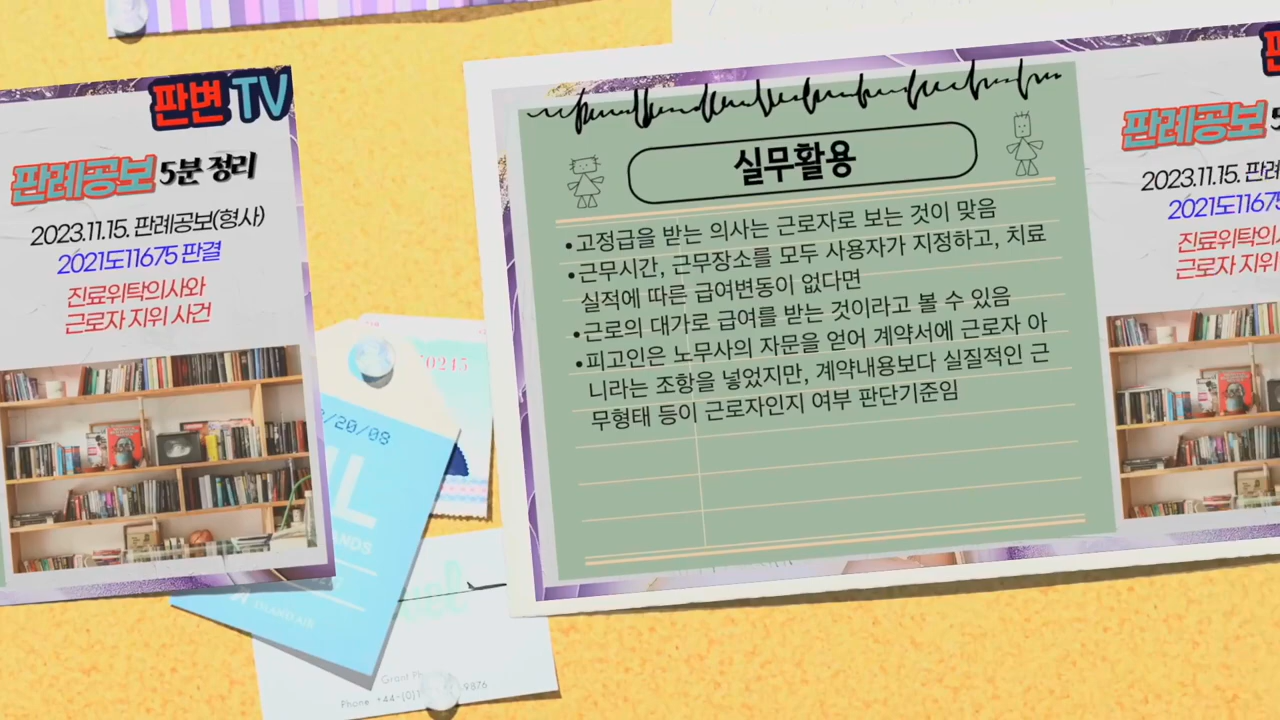 판변 TV
판례공보 5분 정리
2023.11.15. 판례공보(형사)
2021도11675 판결
진료위탁의사와
근로자 지위 사건
실무활용
•고정급을 받는 의사는 근로자로 보는 것이 맞음
•근무시간, 근무장소를 모두 사용자가 지정하고, 치료
실적에 따른 급여변동이 없다면
•근로의 대가로 급여를 받는 것이라고 볼 수 있음
•피고인은 노무사의 자문을 얻어 계약서에 근로자 아
니라는 조항을 넣었지만, 계약내용보다 실질적인 근
무형태 등이 근로자인지 여부 판단기준임
판례공보
2023.11.15. 판례
2021도1167
진료위탁의
근로자 지위
0245
/20/08
Phone +44-(0)1
9876